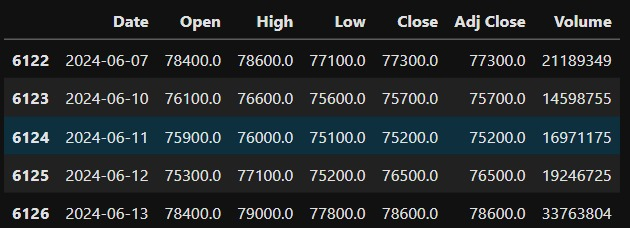 Date Open High Low Close Adj Close Volume
6122 2024-06-07 78400.0 78600.0 77100.0 77300.0 77300.0 21189349
6123 2024-06-10 76100.0 76600.0 75600.0 75700.0 75700.0 14598755
6124 2024-06-11 75900.0 76000.0 75100.0 75200.0 75200.0 16971175
6125 2024-06-12 75300.0 77100.0 75200.0 76500.0 76500.0 19246725
6126 2024-06-13 78400.0 79000.0 77800.0 78600.0 78600.0 33763804